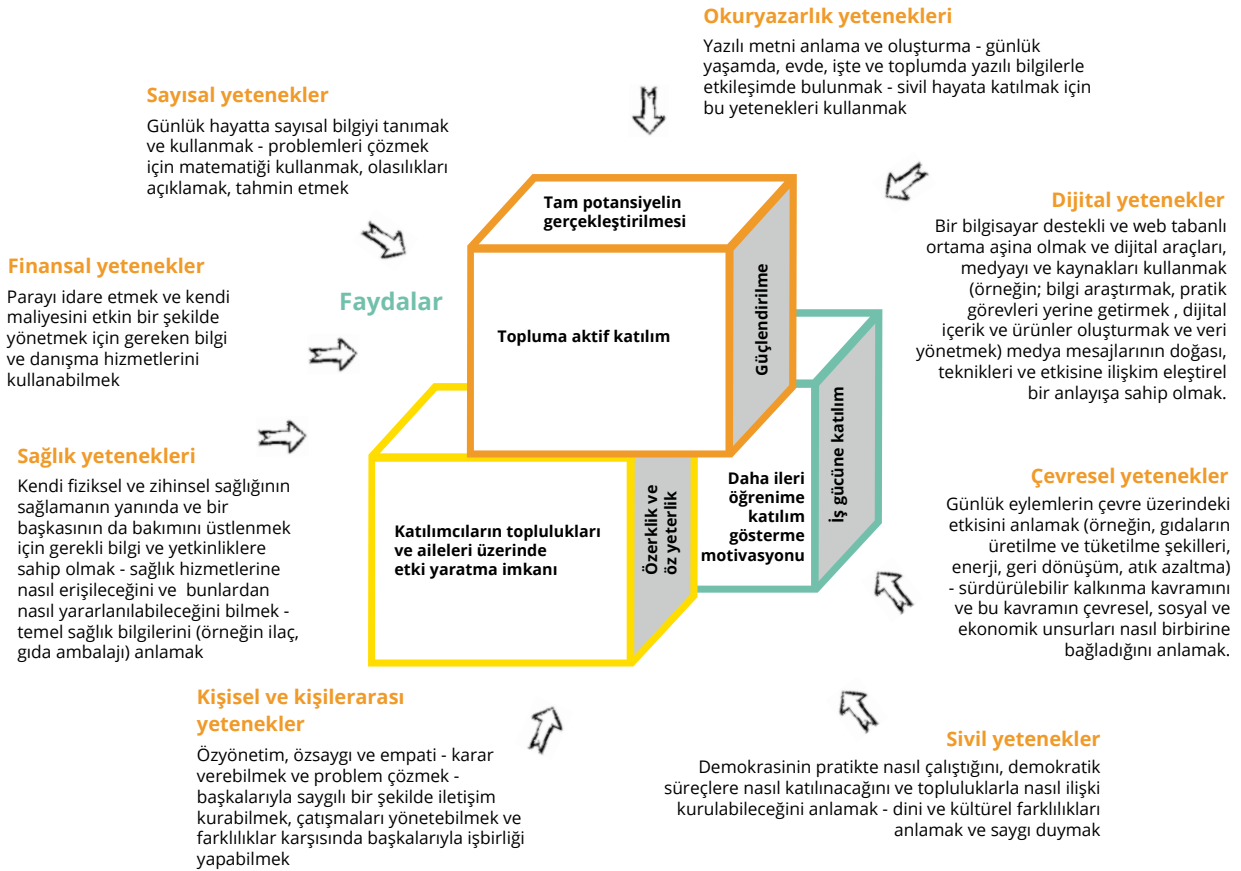 Okuryazarlık yetenekleri
Yazılı metni anlama ve oluşturma - günlük
yaşamda, evde, işte ve toplumda yazılı bilgilerle
etkileşimde bulunmak - sivil hayata katılmak için
bu yetenekleri kullanmak
Sayısal yetenekler
Günlük hayatta sayısal bilgiyi tanımak
ve kullanmak - problemleri çözmek
için matematiği kullanmak, olasılıkları
açıklamak, tahmin etmek
Dijital yetenekler
Bir bilgisayar destekli ve web tabanlı
ortama aşina olmak ve dijital araçları,
medyayı ve kaynakları kullanmak
(örneğin; bilgi araştırmak, pratik
görevleri yerine getirmek , dijital
içerik ve ürünler oluşturmak ve veri
yönetmek) medya mesajlarının doğası,
teknikleri ve etkisine ilişkim eleştirel
bir anlayışa sahip olmak.
Finansal yetenekler
Parayı idare etmek ve kendi
maliyesini etkin bir şekilde
yönetmek için gereken bilgi
ve danışma hizmetlerini
kullanabilmek
Faydalar
Tam potansiyelin
gerçekleştirilmesi
Topluma aktif katılım
Güçlendirilme
Katılımcıların toplulukları
ve aileleri üzerinde
etki yaratma imkanı
Özerklik ve
öz yeterlik
Daha ileri
öğrenime
katılım
gösterme
motivasyonu
İş gücüne katılım
Sağlık yetenekleri
Kendi fiziksel ve zihinsel sağlığının
sağlamanın yanında ve bir
başkasının da bakımını üstlenmek
için gerekli bilgi ve yetkinliklere
sahip olmak - sağlık hizmetlerine
nasıl erişileceğini ve bunlardan
nasıl yararlanılabileceğini bilmek -
temel sağlık bilgilerini (örneğin ilaç,
gıda ambalajı) anlamak
Çevresel yetenekler
Günlük eylemlerin çevre üzerindeki
etkisini anlamak (örneğin, gıdaların
üretilme ve tüketilme şekilleri,
enerji, geri dönüşüm, atık azaltma)
- sürdürülebilir kalkınma kavramını
ve bu kavramın çevresel, sosyal ve
ekonomik unsurları nasıl birbirine
bağladığını anlamak.
Kişisel ve kişilerarası
yetenekler
Özyönetim, özsaygı ve empati - karar
verebilmek ve problem çözmek -
başkalarıyla saygılı bir şekilde iletişim
kurabilmek, çatışmaları yönetebilmek ve
farklılıklar karşısında başkalarıyla işbirliği
yapabilmek
Sivil yetenekler
Demokrasinin pratikte nasıl çalıştığını, demokratik
süreçlere nasıl katılınacağını ve topluluklarla nasıl ilişki
kurulabileceğini anlamak - dini ve kültürel farklılıkları
anlamak ve saygı duymak